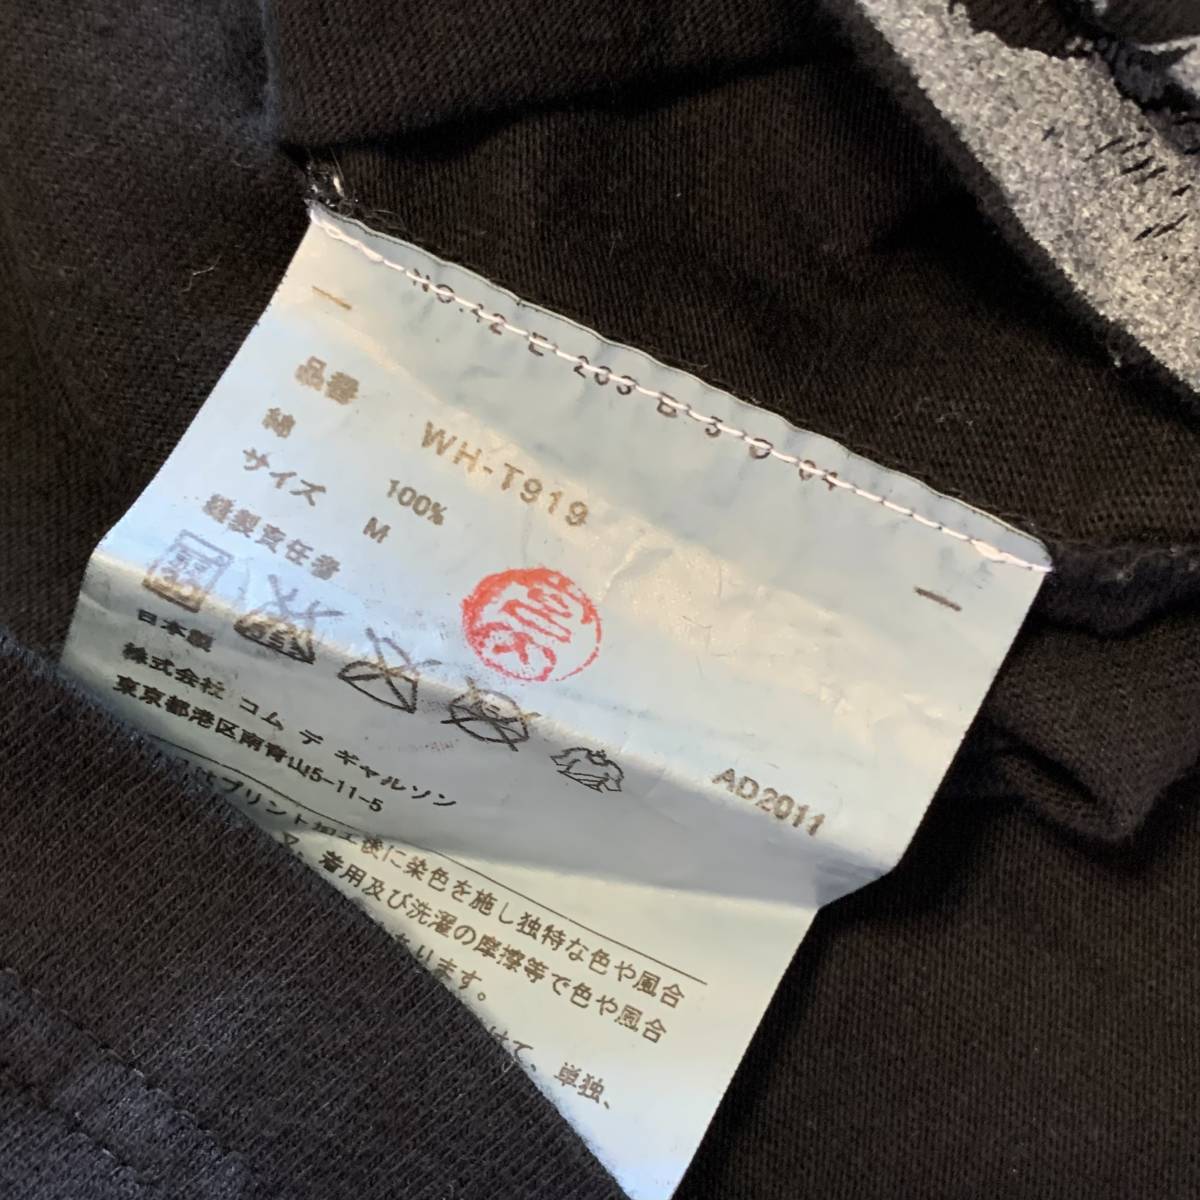 品番 WH-T919
綿 100%
サイズ M
縫製責任者
日本製
AD2011
株式会社 コム デ ギャルソン
東京都港区南青山5-11-5
プリント加工後に染色を施し独特な色や風合
又、着用及び洗濯の摩擦等で色や風合
ります。
けて、単独、